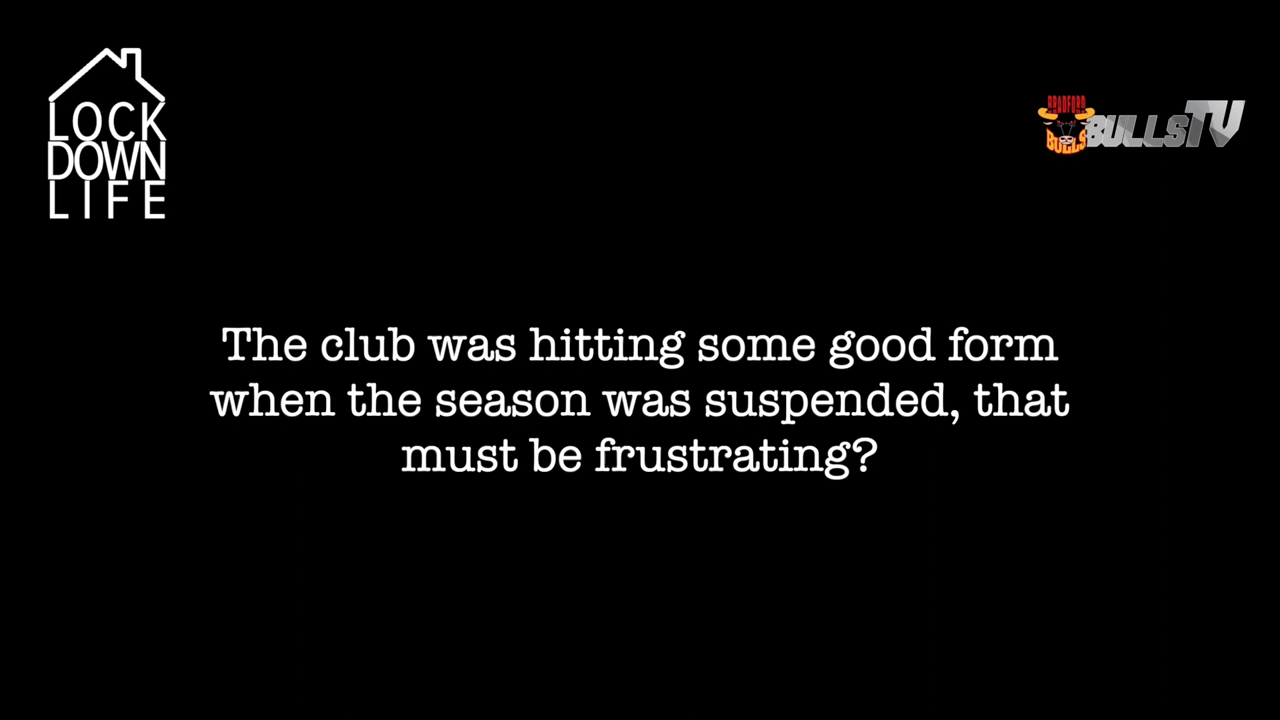 LOCK
DOWN
LIFE
BRADFORD
BULLS
BULLSTV
The club was hitting some good form
when the season was suspended, that
must be frustrating?